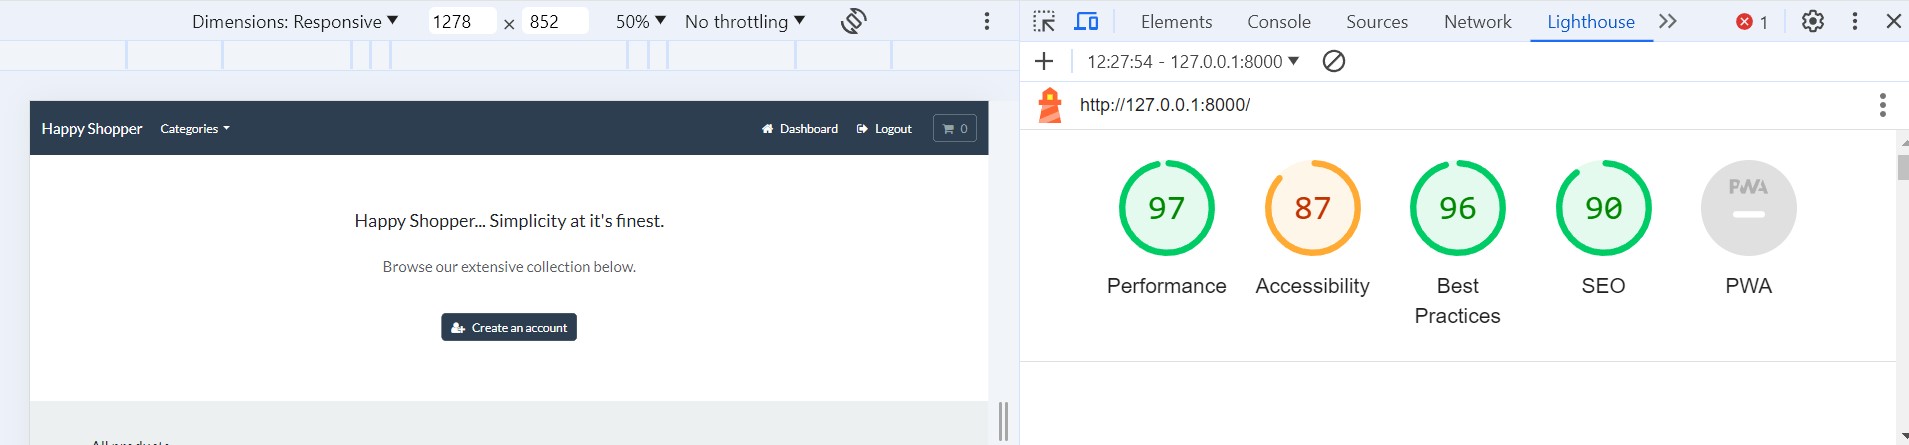 Dimensions: Responsive 1278 × 852 50% No throttling
Elements Console Sources Network Lighthouse 1
12:27:54 - 127.0.0.1:8000
http://127.0.0.1:8000/
Happy Shopper Categories Dashboard Logout 0
Happy Shopper... Simplicity at it's finest.
Browse our extensive collection below.
Create an account
All products
97 87 96 90 PWA
Performance Accessibility Best Practices SEO PWA